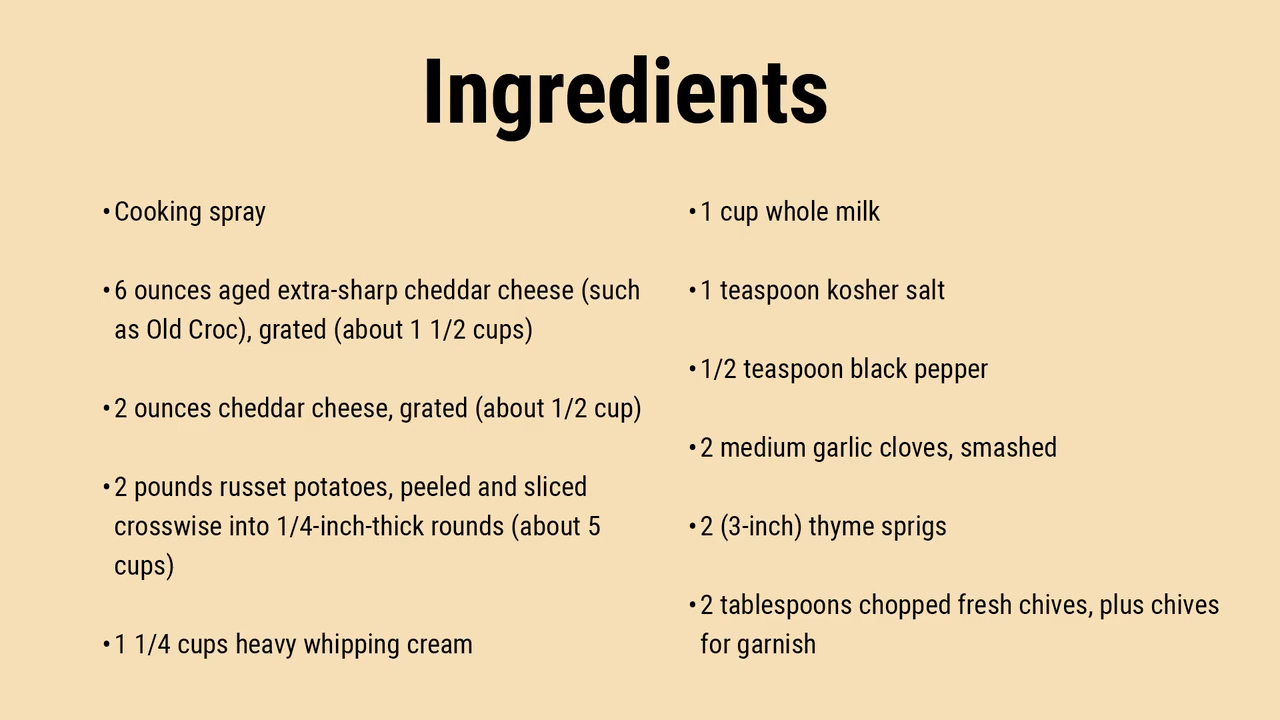 Ingredients
•Cooking spray
•6 ounces aged extra-sharp cheddar cheese (such
as Old Croc), grated (about 1 1/2 cups)
•2 ounces cheddar cheese, grated (about 1/2 cup)
•2 pounds russet potatoes, peeled and sliced
crosswise into 1/4-inch-thick rounds (about 5
cups)
•1 1/4 cups heavy whipping cream
•1 cup whole milk
•1 teaspoon kosher salt
•1/2 teaspoon black pepper
•2 medium garlic cloves, smashed
•2 (3-inch) thyme sprigs
•2 tablespoons chopped fresh chives, plus chives
for garnish